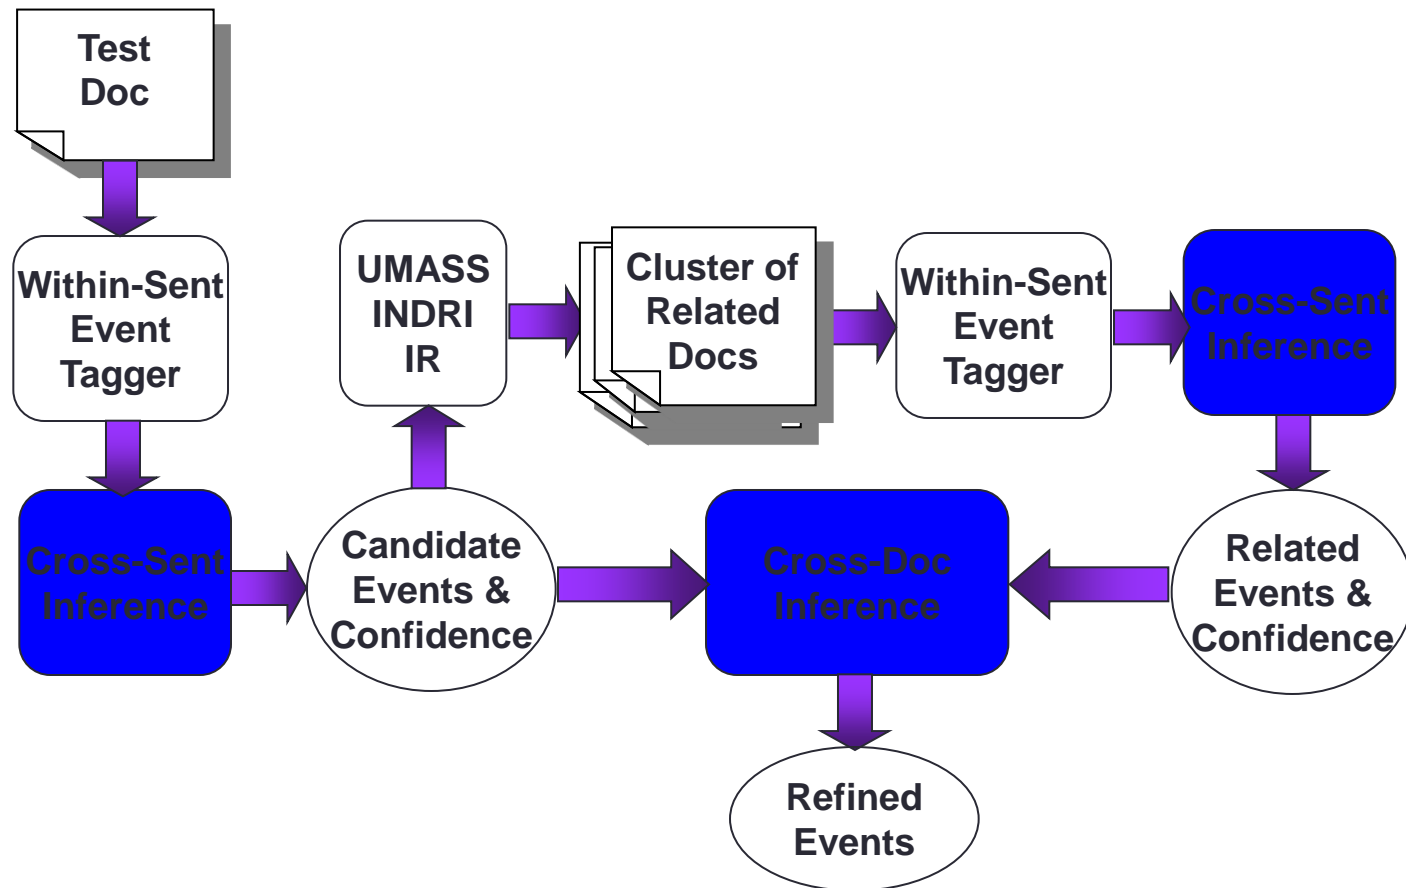 Test
Doc
Within-Sent
Event
Tagger
Cross-Sent
Inference
Candidate
Events &
Confidence
UMASS
INDRI
IR
Cluster of
Related
Docs
Within-Sent
Event
Tagger
Cross-Sent
Inference
Related
Events &
Confidence
Cross-Doc
Inference
Refined
Events